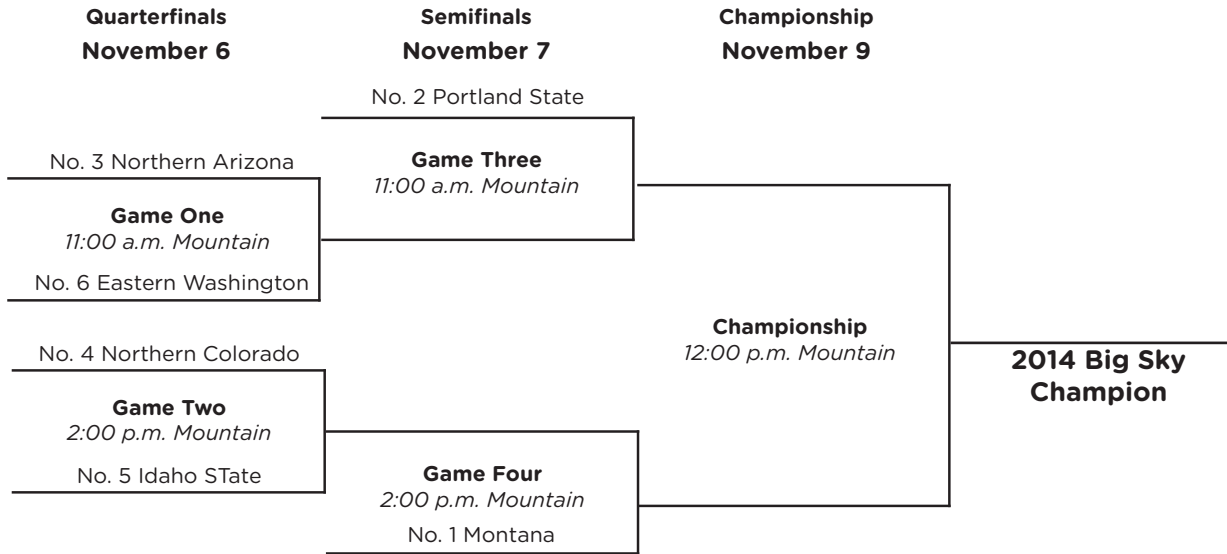 Quarterfinals
November 6
Semifinals
November 7
Championship
November 9
No. 2 Portland State
No. 3 Northern Arizona
Game Three
11:00 a.m. Mountain
Game One
11:00 a.m. Mountain
No. 6 Eastern Washington
Championship
12:00 p.m. Mountain
No. 4 Northern Colorado
2014 Big Sky
Champion
Game Two
2:00 p.m. Mountain
No. 5 Idaho STate
Game Four
2:00 p.m. Mountain
No. 1 Montana